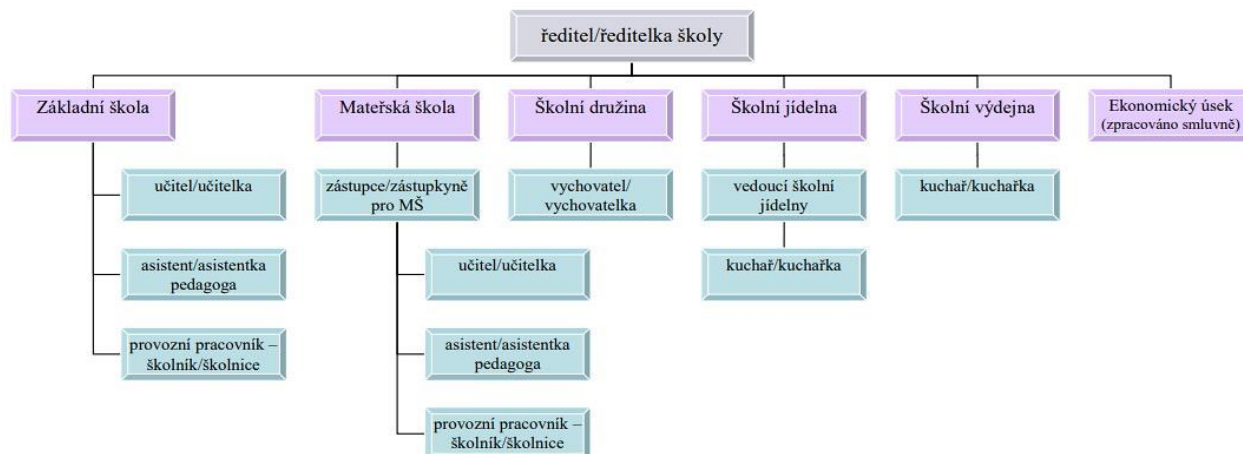 ředitel/ředitelka školy
Základní škola
Mateřská škola
Školní družina
Školní jídelna
Školní výdejna
Ekonomický úsek
(zpracováno smluvně)
učitel/učitelka
zástupce/zástupkyně
pro MŠ
vychovatel/
vychovatelka
vedoucí školní
jídelny
kuchař/kuchařka
asistent/asistentka
pedagoga
učitel/učitelka
kuchař/kuchařka
provozní pracovník –
školník/školnice
asistent/asistentka
pedagoga
provozní pracovník –
školník/školnice